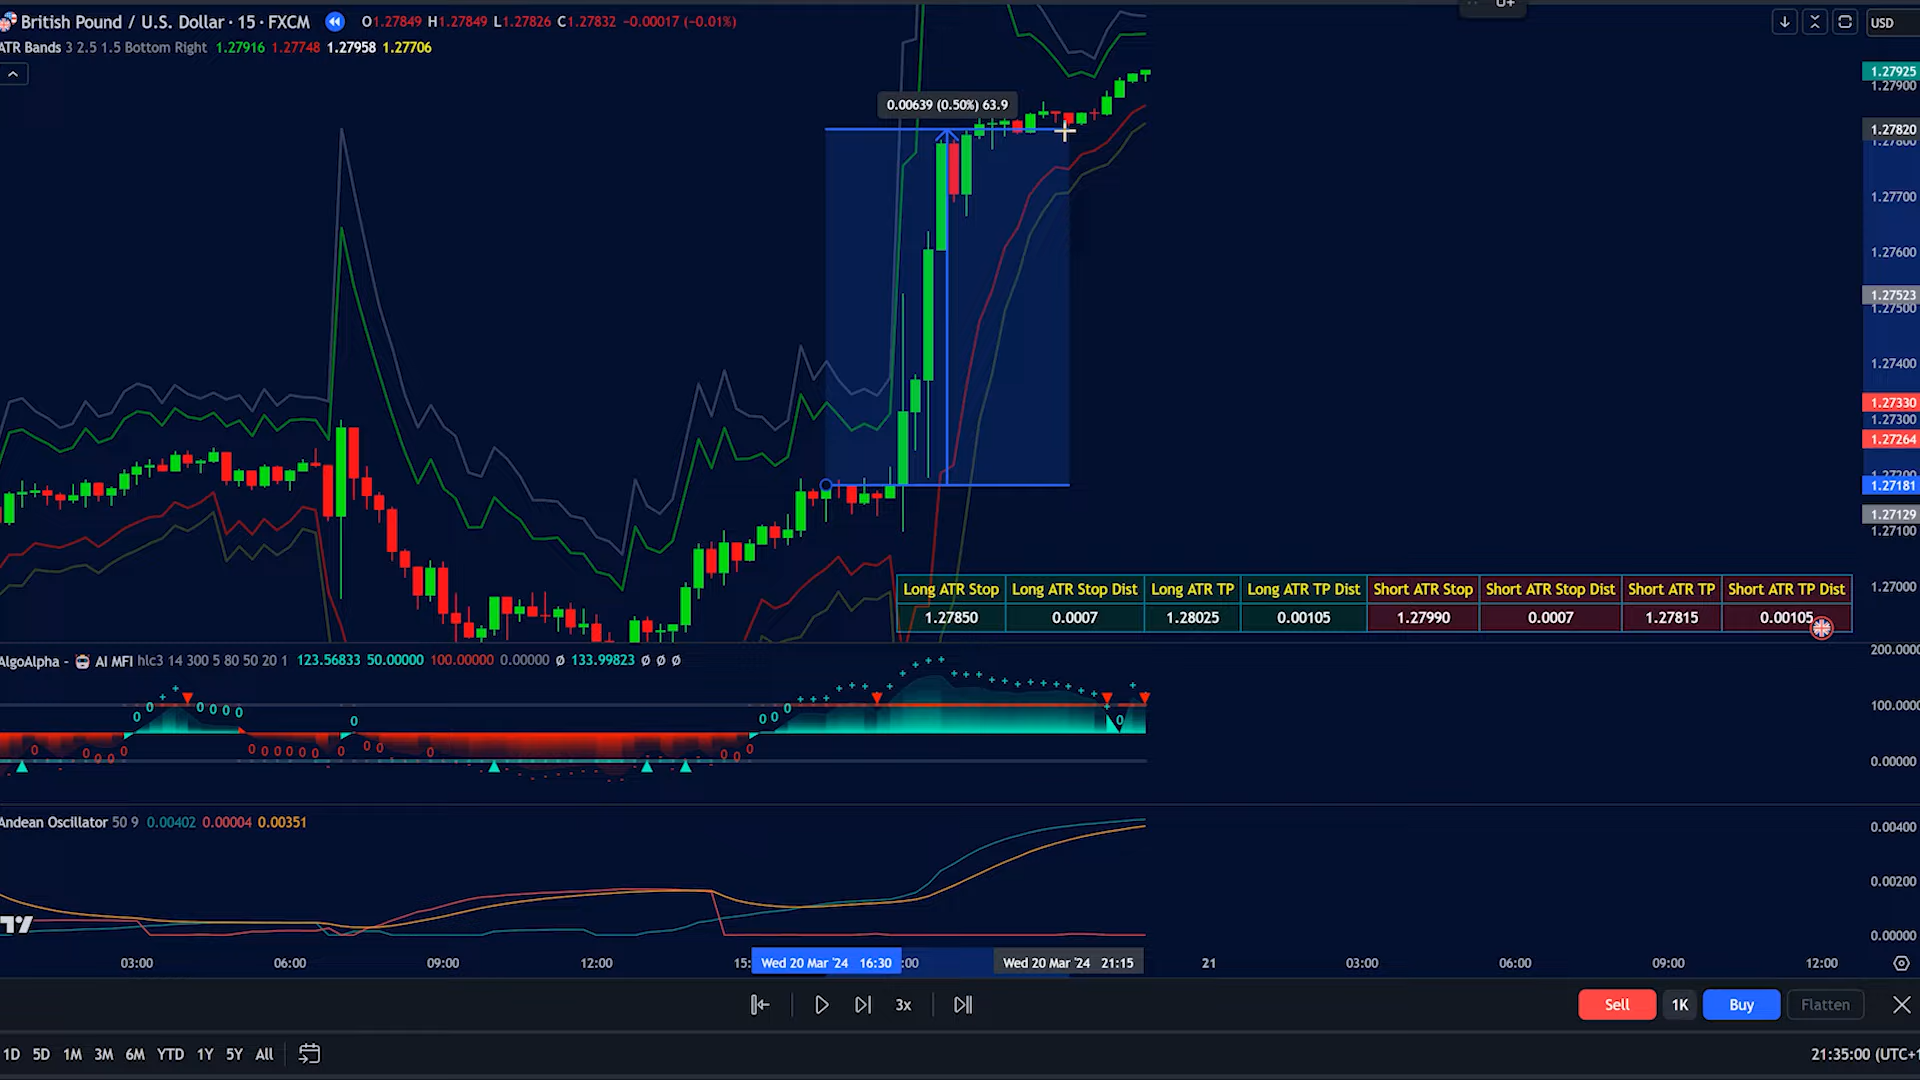 British Pound / U.S. Dollar · 15 · FXCM O1.27849 H1.27849 L1.27826 C1.27832 −0.00017 (−0.01%)
USD
ATR Bands 3 2.5 1.5 Bottom Right 1.27916 1.27748 1.27958 1.27706
0.00639 (0.50%) 63.9
1.27925
1.27900
1.27820
1.27800
1.27700
1.27600
1.27523
1.27500
1.27400
1.27330
1.27300
1.27264
1.27200
1.27181
1.27129
1.27100
1.27000
Long ATR Stop Long ATR Stop Dist Long ATR TP Long ATR TP Dist Short ATR Stop Short ATR Stop Dist Short ATR TP Short ATR TP Dist
1.27850 0.0007 1.28025 0.00105 1.27990 0.0007 1.27815 0.00105
AlgoAlpha - AI MFI hlc3 14 300 5 80 50 20 1 123.56833 50.00000 100.00000 0.00000 Ø 133.99823 Ø Ø Ø
200.0000
100.0000
0.00000
Andean Oscillator 50 9 0.00402 0.00004 0.00351
0.00400
0.00200
0.00000
03:00 06:00 09:00 12:00 15: Wed 20 Mar '24 16:30 :00 Wed 20 Mar '24 21:15 21 03:00 06:00 09:00 12:00
3x
Sell 1K Buy Flatten
1D 5D 1M 3M 6M YTD 1Y 5Y All
21:35:00 (UTC+1